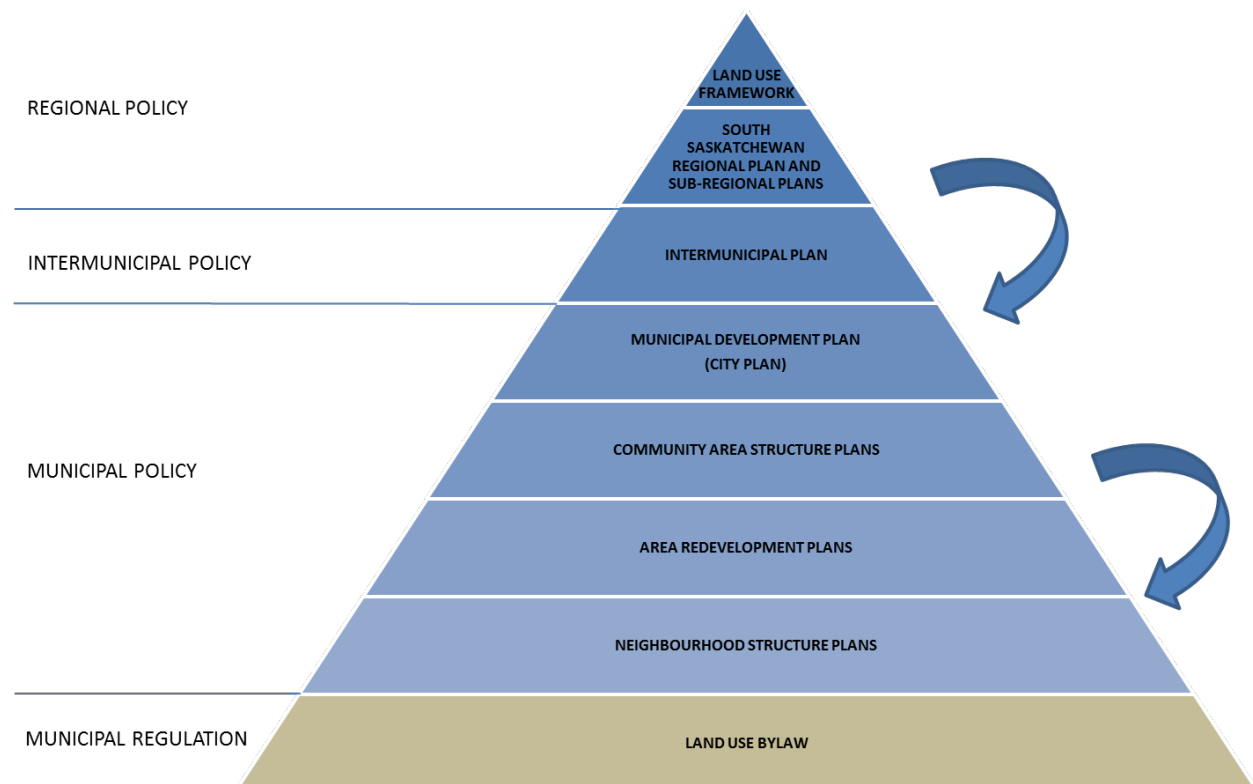 LAND USE
FRAMEWORK
REGIONAL POLICY
SOUTH
SASKATCHEWAN
REGIONAL PLAN AND
SUB-REGIONAL PLANS
INTERMUNICIPAL POLICY
INTERMUNICIPAL PLAN
MUNICIPAL DEVELOPMENT PLAN
(CITY PLAN)
COMMUNITY AREA STRUCTURE PLANS
MUNICIPAL POLICY
AREA REDEVELOPMENT PLANS
NEIGHBOURHOOD STRUCTURE PLANS
MUNICIPAL REGULATION
LAND USE BYLAW